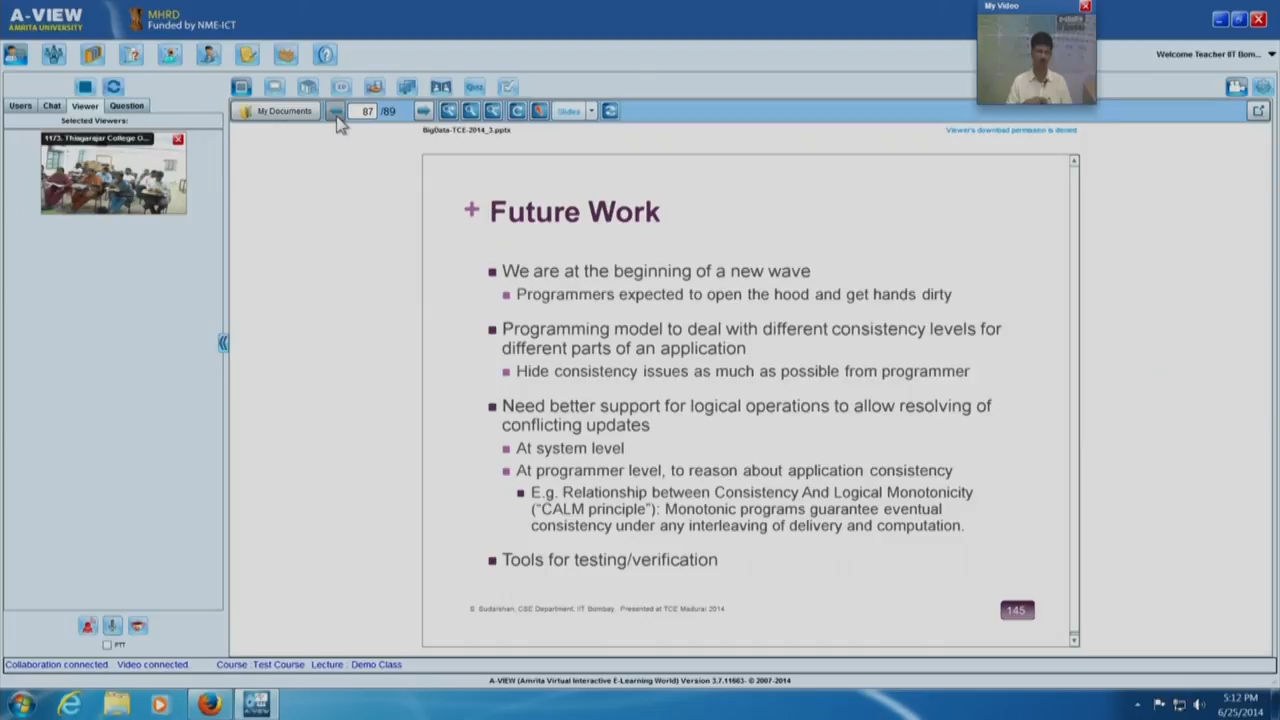 A-VIEW
AMRITA UNIVERSITY
MHRD
Funded by NME-ICT
My Video
Welcome Teacher IIT Bom...
Users Chat Viewer Question
Selected Viewers:
1173. Thiagarajar College O...
My Documents
87 /89
Slides
Quiz
BigData-TCE-2014_3.pptx
Viewer's download permission is denied
+ Future Work
We are at the beginning of a new wave
Programmers expected to open the hood and get hands dirty
Programming model to deal with different consistency levels for
different parts of an application
Hide consistency issues as much as possible from programmer
Need better support for logical operations to allow resolving of
conflicting updates
At system level
At programmer level, to reason about application consistency
E.g. Relationship between Consistency And Logical Monotonicity
("CALM principle"): Monotonic programs guarantee eventual
consistency under any interleaving of delivery and computation.
Tools for testing/verification
S. Sudarshan, CSE Department, IIT Bombay. Presented at TCE Madurai 2014
145
PTT
Collaboration connected Video connected Course : Test Course Lecture : Demo Class
A-VIEW (Amrita Virtual Interactive E-Learning World) Version 3.7.11663- © 2007-2014
5:12 PM
6/25/2014